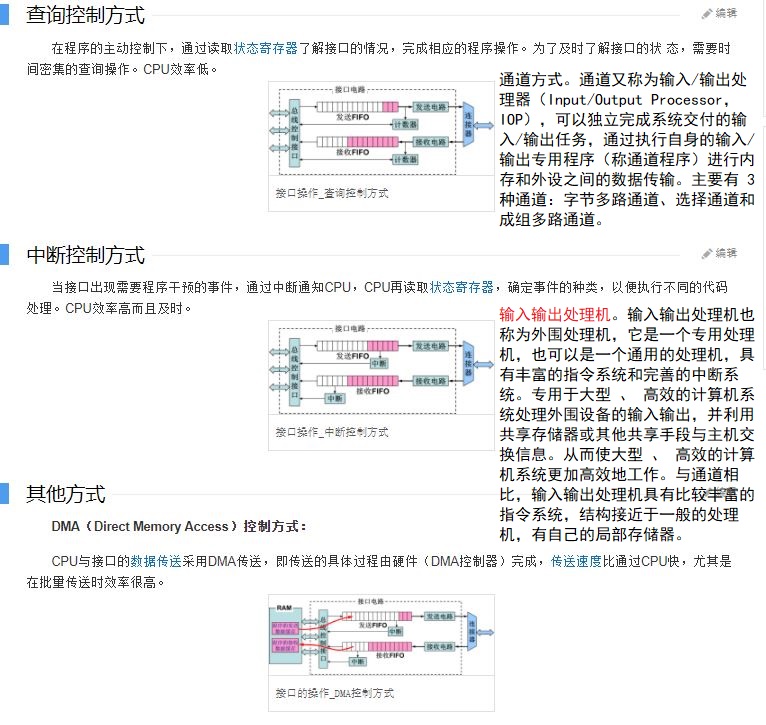 查询控制方式
编辑
在程序的主动控制下，通过读取状态寄存器了解接口的情况，完成相应的程序操作。为了及时了解接口的状 态，需要时
间密集的查询操作。CPU效率低。
接口电路
总线控制接口
发送FIFO
发送电路
计数器
接收FIFO
接收电路
计数器
连接器
接口操作_查询控制方式
通道方式。通道又称为输入/输出处
理器（Input/Output Processor，
IOP），可以独立完成系统交付的输
入/输出任务，通过执行自身的输入/
输出专用程序（称通道程序）进行内
存和外设之间的数据传输。主要有 3
种通道：字节多路通道、选择通道和
成组多路通道。
中断控制方式
编辑
当接口出现需要程序干预的事件，通过中断通知CPU，CPU再读取状态寄存器，确定事件的种类，以便执行不同的代码
处理。CPU效率高而且及时。
接口电路
总线控制接口
发送FIFO
发送电路
中断
接收电路
接收FIFO
中断
连接器
接口操作_中断控制方式
输入输出处理机。输入输出处理机也
称为外围处理机，它是一个专用处理
机，也可以是一个通用的处理机，具
有丰富的指令系统和完善的中断系
统。专用于大型 、 高效的计算机系
统处理外围设备的输入输出，并利用
共享存储器或其他共享手段与主机交
换信息。从而使大型 、 高效的计算
机系统更加高效地工作。与通道相
比，输入输出处理机具有比较丰富的
指令系统，结构接近于一般的处理
机，有自己的局部存储器。
其他方式
DMA（Direct Memory Access）控制方式：
CPU与接口的数据传送采用DMA传送，即传送的具体过程由硬件（DMA控制器）完成，传送速度比通过CPU快，尤其是
在批量传送时效率很高。
接口电路
RAM
总线控制接口
发送FIFO
发送电路
中断
接收电路
接收FIFO
中断
连接器
接口的操作_DMA控制方式